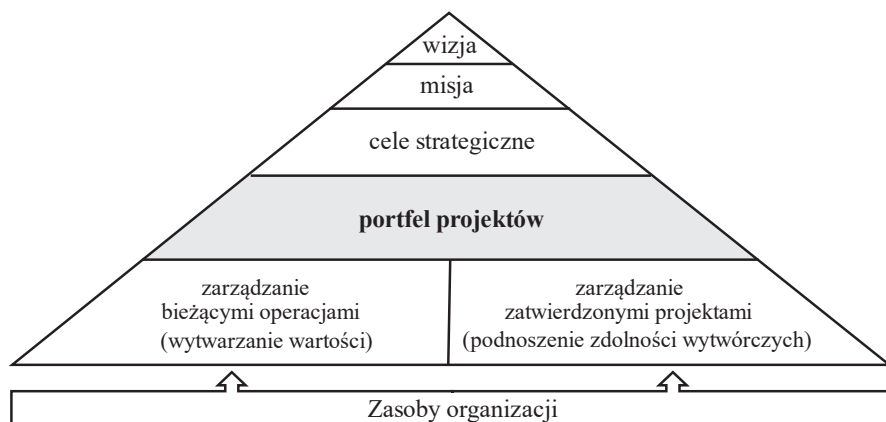 wizja
misja
cele strategiczne
portfel projektów
zarządzanie
bieżącymi operacjami
(wytwarzanie wartości)
zarządzanie
zatwierdzonymi projektami
(podnoszenie zdolności wytwórczych)
Zasoby organizacji